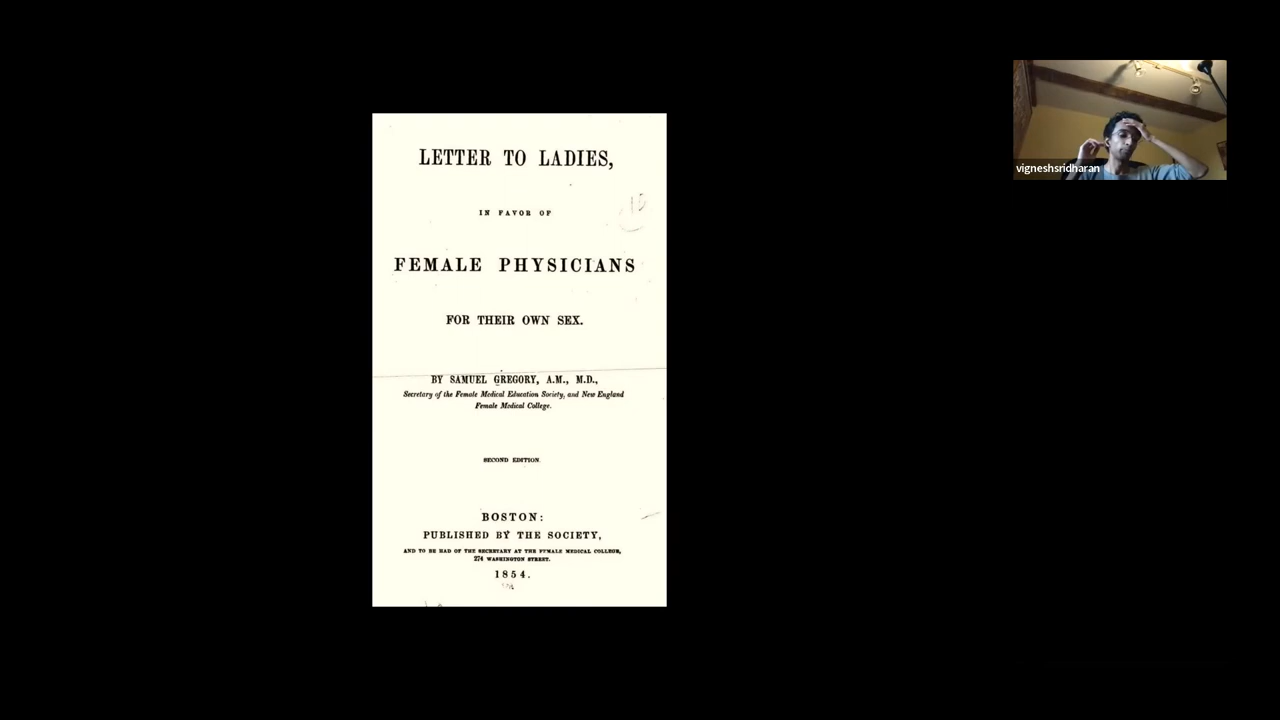 LETTER TO LADIES,
IN FAVOR OF
FEMALE PHYSICIANS
FOR THEIR OWN SEX.
BY SAMUEL GREGORY, A.M., M.D.,
Secretary of the Female Medical Education Society, and New England
Female Medical College.
SECOND EDITION.
BOSTON:
PUBLISHED BY THE SOCIETY,
AND TO BE HAD OF THE SECRETARY AT THE FEMALE MEDICAL COLLEGE,
274 WASHINGTON STREET.
1854.
vigneshsridharan